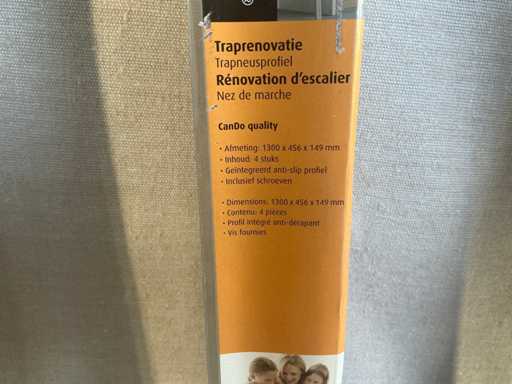 ®
Traprenovatie
Trapneusprofiel
Rénovation d'escalier
Nez de marche
CanDo quality
• Afmeting: 1300 x 456 x 149 mm
• Inhoud: 4 stuks
• Geïntegreerd anti-slip profiel
• Inclusief schroeven
• Dimensions: 1300 x 456 x 149 mm
• Contenu: 4 pièces
• Profil intégré anti-dérapant
• Vis fournies